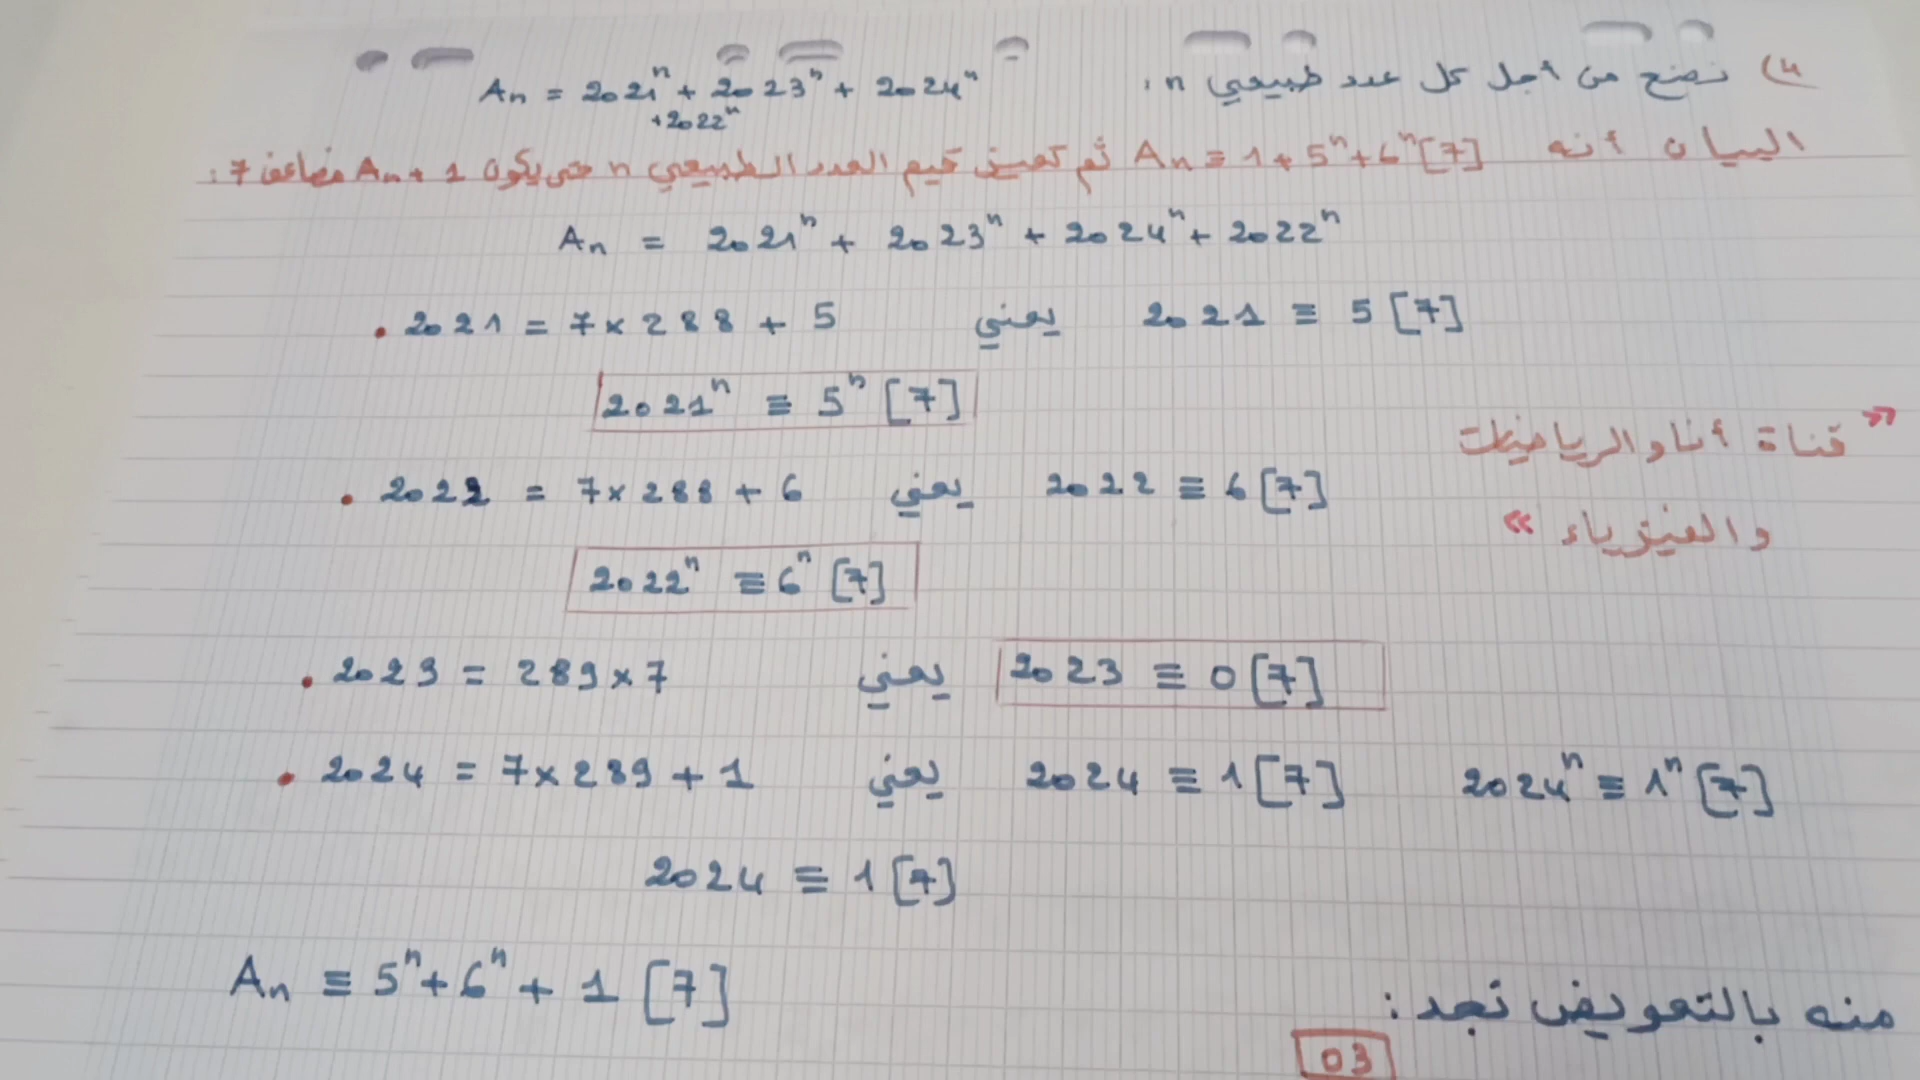 4) نضع من أجل كل عدد طبيعي n: An = 2021^n + 2023^n + 2024^n
+2022^n
البيان أنه An ≡ 1 + 5^n + 6^n [7] ثم تعيين قيم العدد الطبيعي n حتى يكون An + 1 مضاعف 7:
An = 2021^n + 2023^n + 2024^n + 2022^n
• 2021 = 7×288 + 5 يعني 2021 ≡ 5 [7]
2021^n ≡ 5^n [7]
« قناة أنا والرياضيات
• 2022 = 7×288 + 6 يعني 2022 ≡ 6 [7]
والفيزياء »
2022^n ≡ 6^n [7]
• 2023 = 289×7 يعني 2023 ≡ 0 [7]
• 2024 = 7×289 + 1 يعني 2024 ≡ 1 [7] 2024^n ≡ 1^n [7]
2024 ≡ 1 [7]
منه بالتعويض نجد: An ≡ 5^n + 6^n + 1 [7]
03